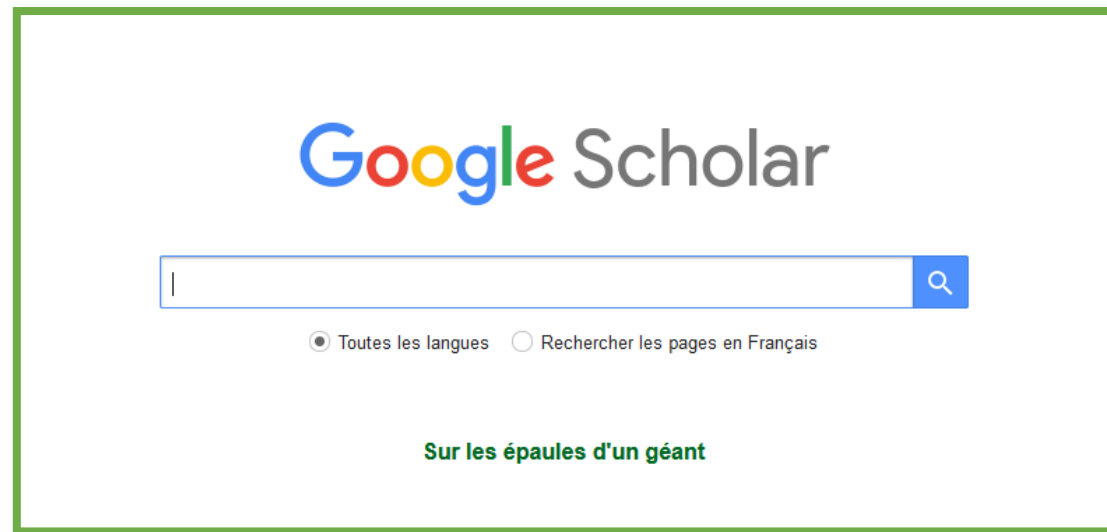 Google Scholar
Toutes les langues Rechercher les pages en Français
Sur les épaules d'un géant